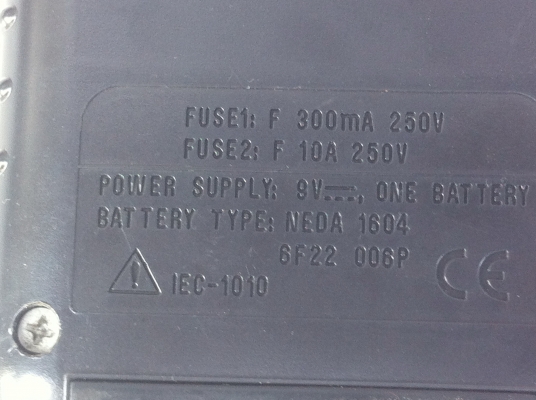 FUSE1: F 300mA 250V
FUSE2: F 10A 250V
POWER SUPPLY: 9V⎓, ONE BATTERY
BATTERY TYPE: NEDA 1604
6F22 006P
IEC-1010
CE